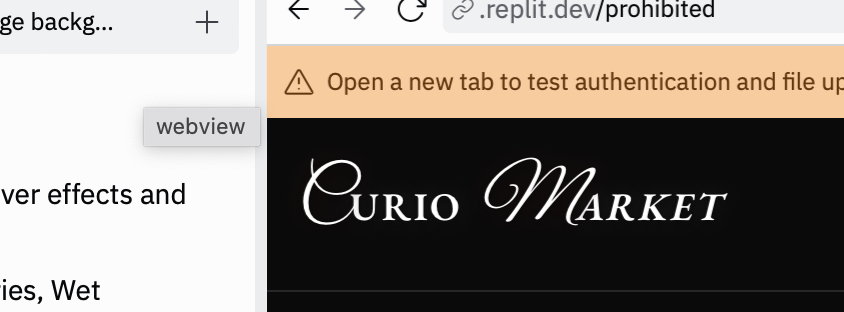 ge backg...
.replit.dev/prohibited
Open a new tab to test authentication and file up
webview
Curio Market
ver effects and
ies, Wet